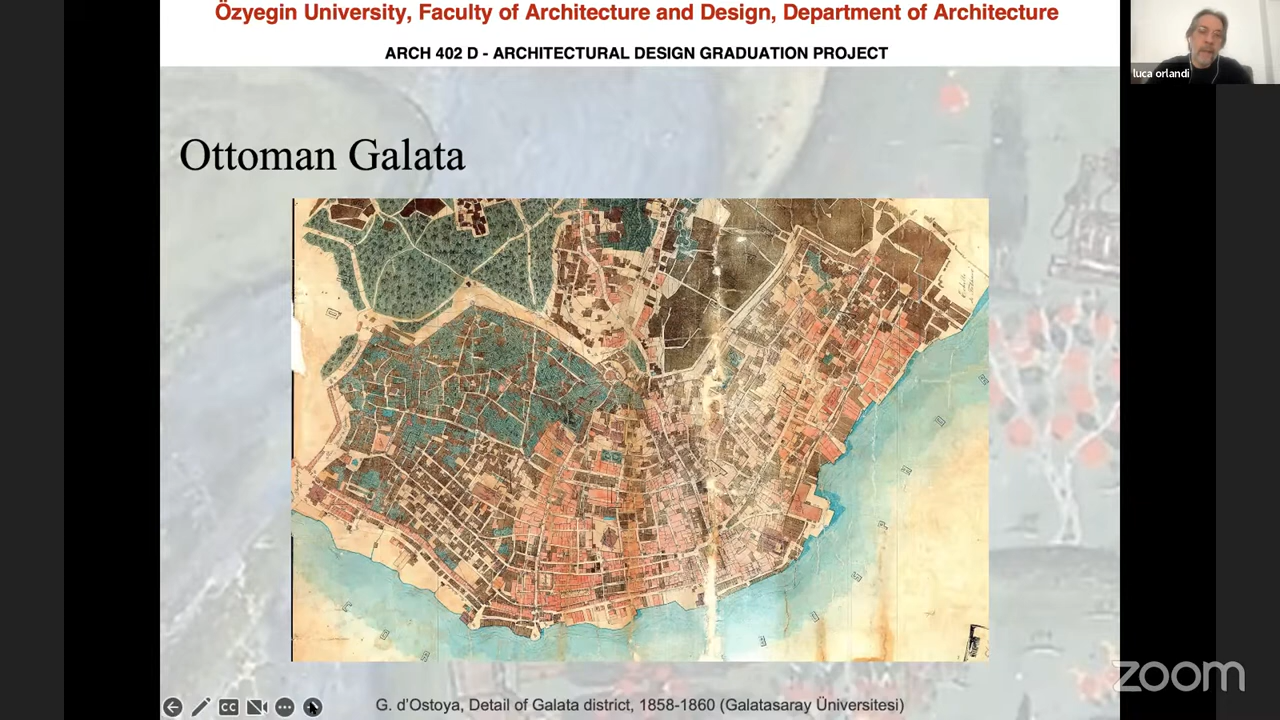 Özyegin University, Faculty of Architecture and Design, Department of Architecture
ARCH 402 D - ARCHITECTURAL DESIGN GRADUATION PROJECT
luca orlandi
Ottoman Galata
CC
zoom
G. d'Ostoya, Detail of Galata district, 1858-1860 (Galatasaray Üniversitesi)